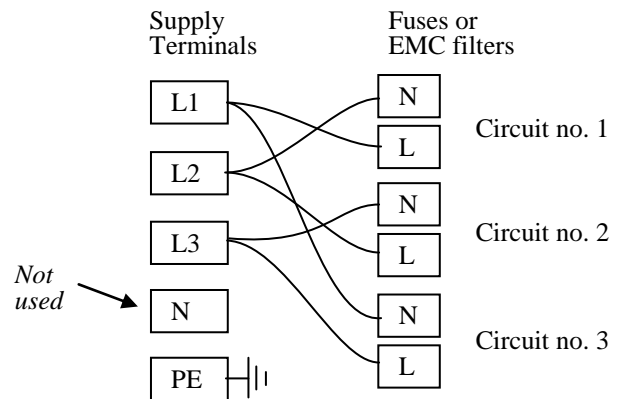 Supply
Terminals
Fuses or
EMC filters
L1
L2
L3
N
PE
Not
used
N
L
Circuit no. 1
N
L
Circuit no. 2
N
L
Circuit no. 3